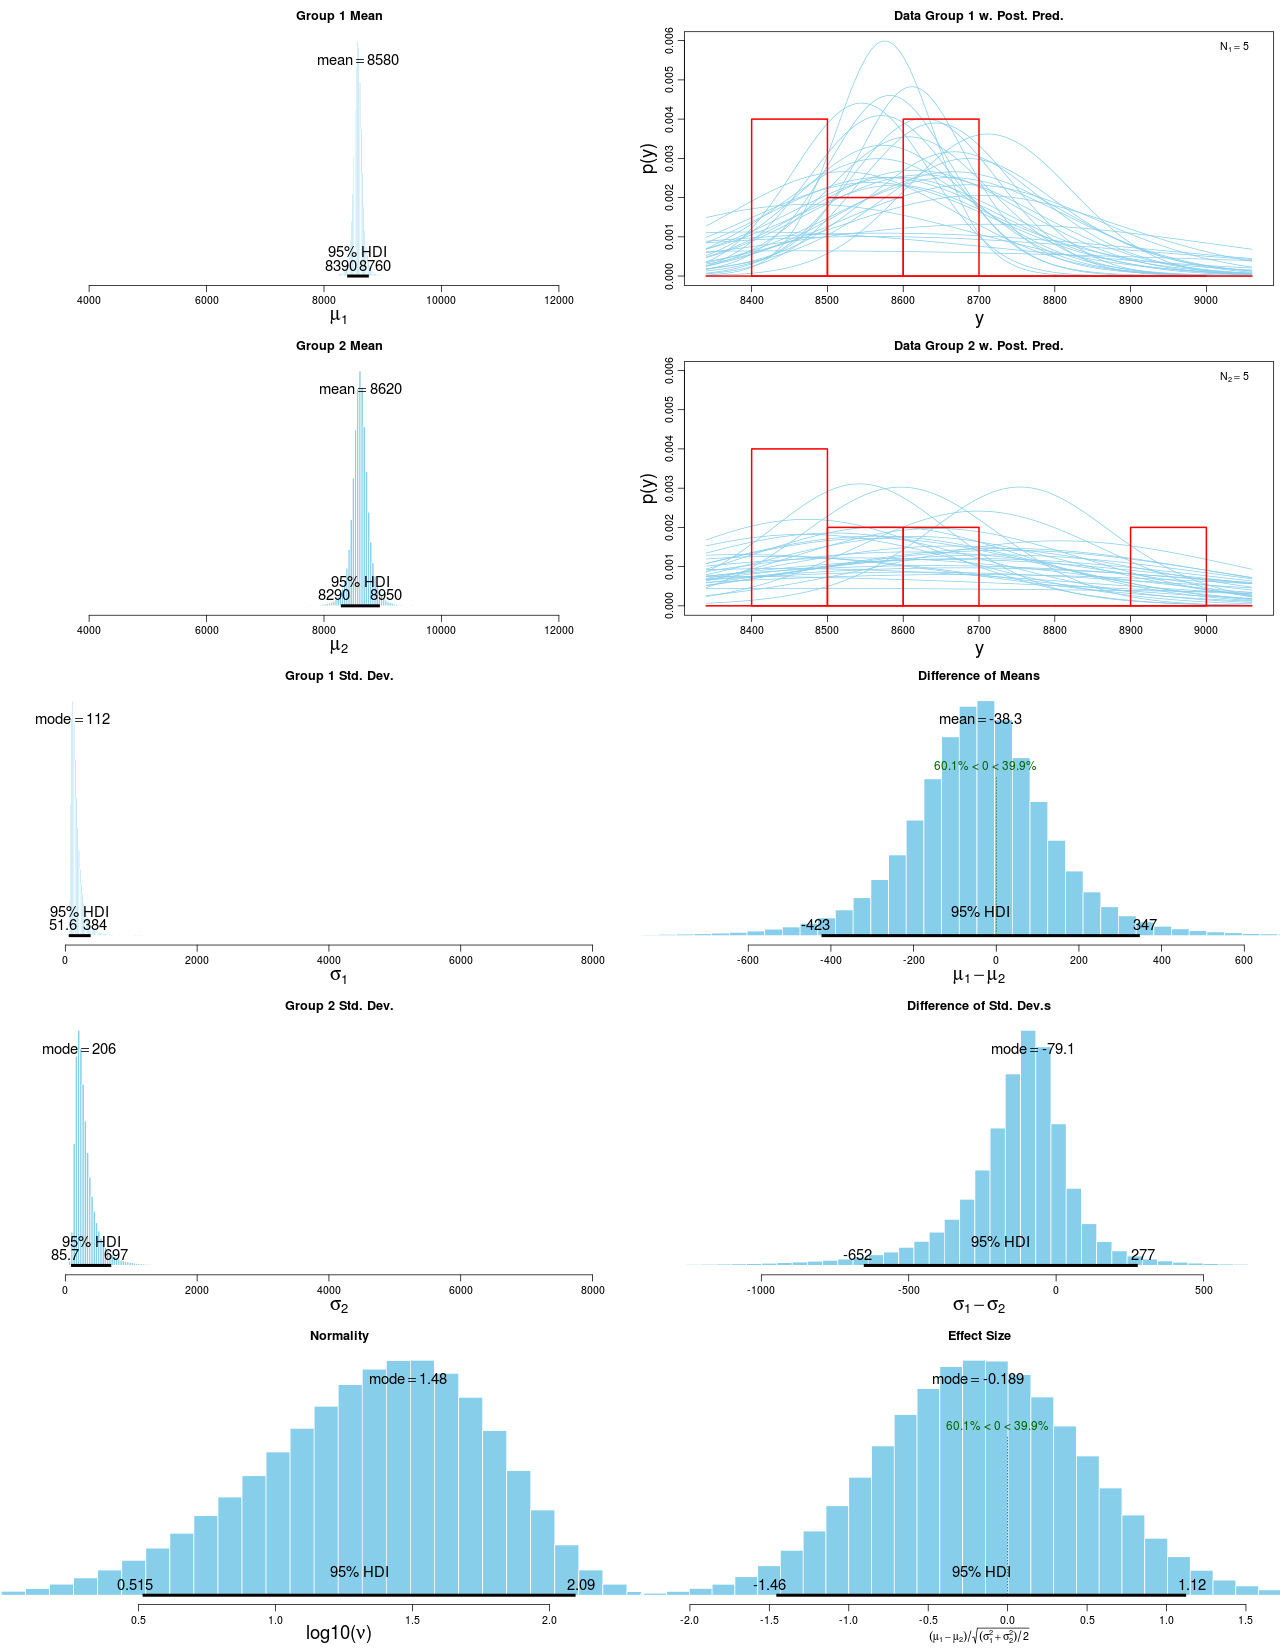 Group 1 Mean
mean = 8580
95% HDI
8390 8760
4000 6000 8000 10000 12000
μ1
Data Group 1 w. Post. Pred.
N1 = 5
p(y)
0.000 0.001 0.002 0.003 0.004 0.005 0.006
8400 8500 8600 8700 8800 8900 9000
y
Group 2 Mean
mean = 8620
95% HDI
8290 8950
4000 6000 8000 10000 12000
μ2
Data Group 2 w. Post. Pred.
N2 = 5
p(y)
0.000 0.001 0.002 0.003 0.004 0.005 0.006
8400 8500 8600 8700 8800 8900 9000
y
Group 1 Std. Dev.
mode = 112
95% HDI
51.6 384
0 2000 4000 6000 8000
σ1
Difference of Means
mean = -38.3
60.1% < 0 < 39.9%
95% HDI
-423 347
-600 -400 -200 0 200 400 600
μ1 − μ2
Group 2 Std. Dev.
mode = 206
95% HDI
85.7 697
0 2000 4000 6000 8000
σ2
Difference of Std. Dev.s
mode = -79.1
95% HDI
-652 277
-1000 -500 0 500
σ1 − σ2
Normality
mode = 1.48
95% HDI
0.515 2.09
0.5 1.0 1.5 2.0
log10(ν)
Effect Size
mode = -0.189
60.1% < 0 < 39.9%
95% HDI
-1.46 1.12
-2.0 -1.5 -1.0 -0.5 0.0 0.5 1.0 1.5
(μ1 − μ2)/√(σ1² + σ2²)/2